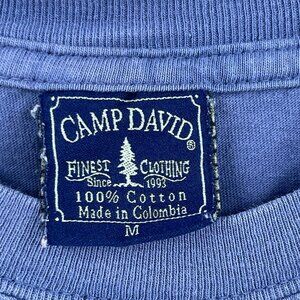 CAMP DAVID ®
FINEST CLOTHING
Since 1993
100% Cotton
Made in Colombia
M